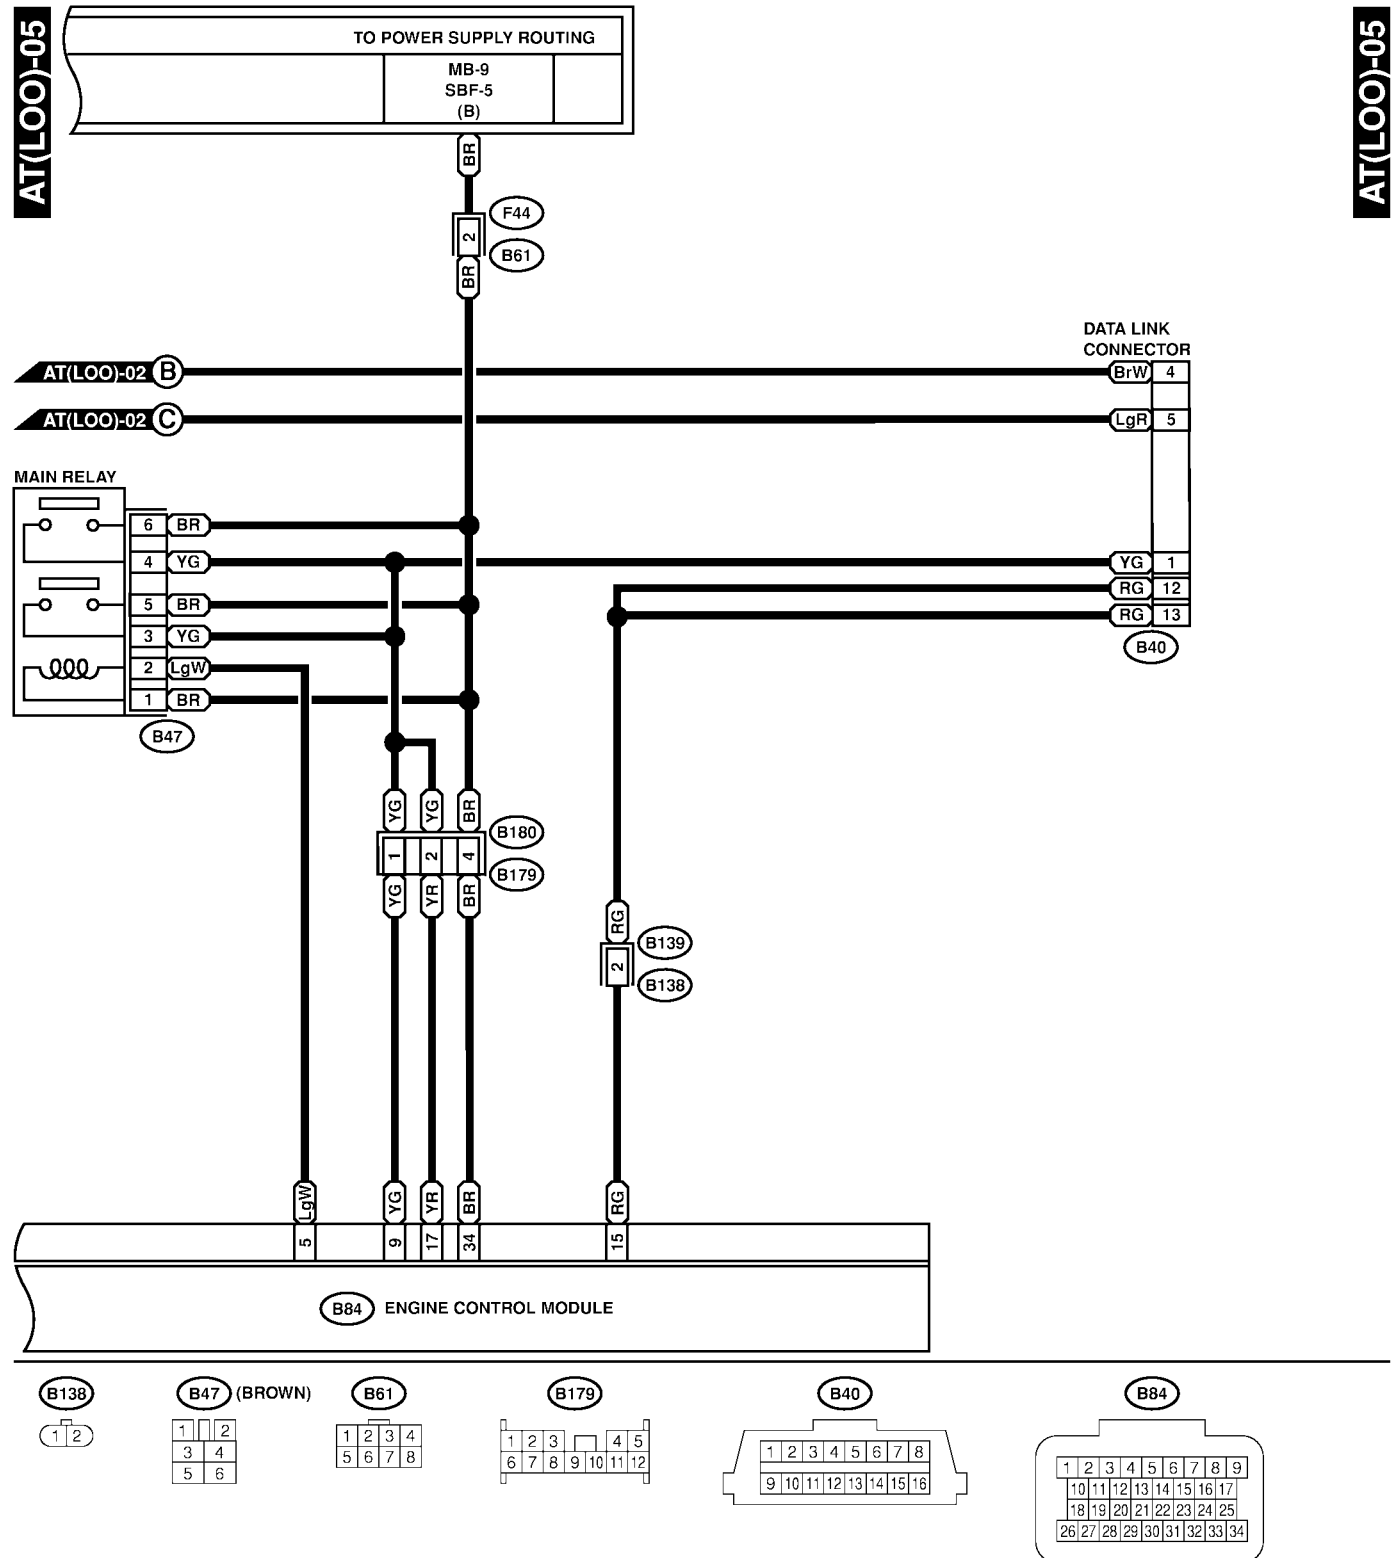 AT(LOO)-05
AT(LOO)-05
TO POWER SUPPLY ROUTING
MB-9
SBF-5
(B)
BR
F44
2
B61
BR
DATA LINK
CONNECTOR
AT(LOO)-02 B
BrW 4
AT(LOO)-02 C
LgR 5
MAIN RELAY
6 BR
4 YG
YG 1
5 BR
RG 12
3 YG
RG 13
2 LgW
B40
1 BR
B47
YG YG BR
B180
1 2 4
B179
YG YR BR
RG
B139
2
B138
LgW YG YR BR RG
5 9 17 34 15
B84 ENGINE CONTROL MODULE
B138
B47 (BROWN)
B61
B179
B40
B84
1 2
1 2
3 4
5 6
1 2 3 4
5 6 7 8
1 2 3 4 5
6 7 8 9 10 11 12
1 2 3 4 5 6 7 8
9 10 11 12 13 14 15 16
1 2 3 4 5 6 7 8 9
10 11 12 13 14 15 16 17
18 19 20 21 22 23 24 25
26 27 28 29 30 31 32 33 34